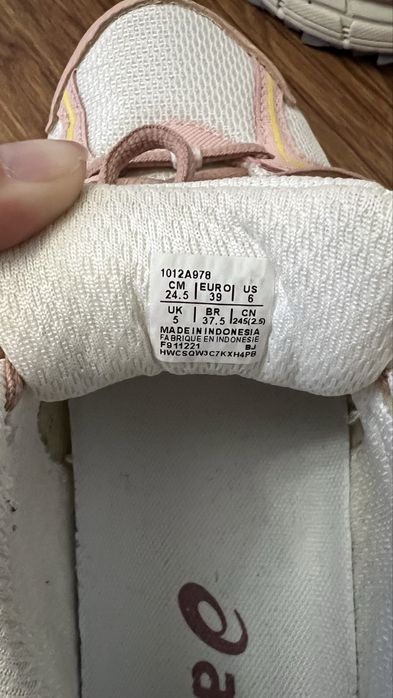 1012A978
CM | EURO | US
24.5 | 39 | 6
UK | BR | CN
5 | 37.5 | 245(2.5)
MADE IN INDONESIA
FABRIQUE EN INDONESIE
F911221 BJ
HWCSQW3C7KXH4PB
a